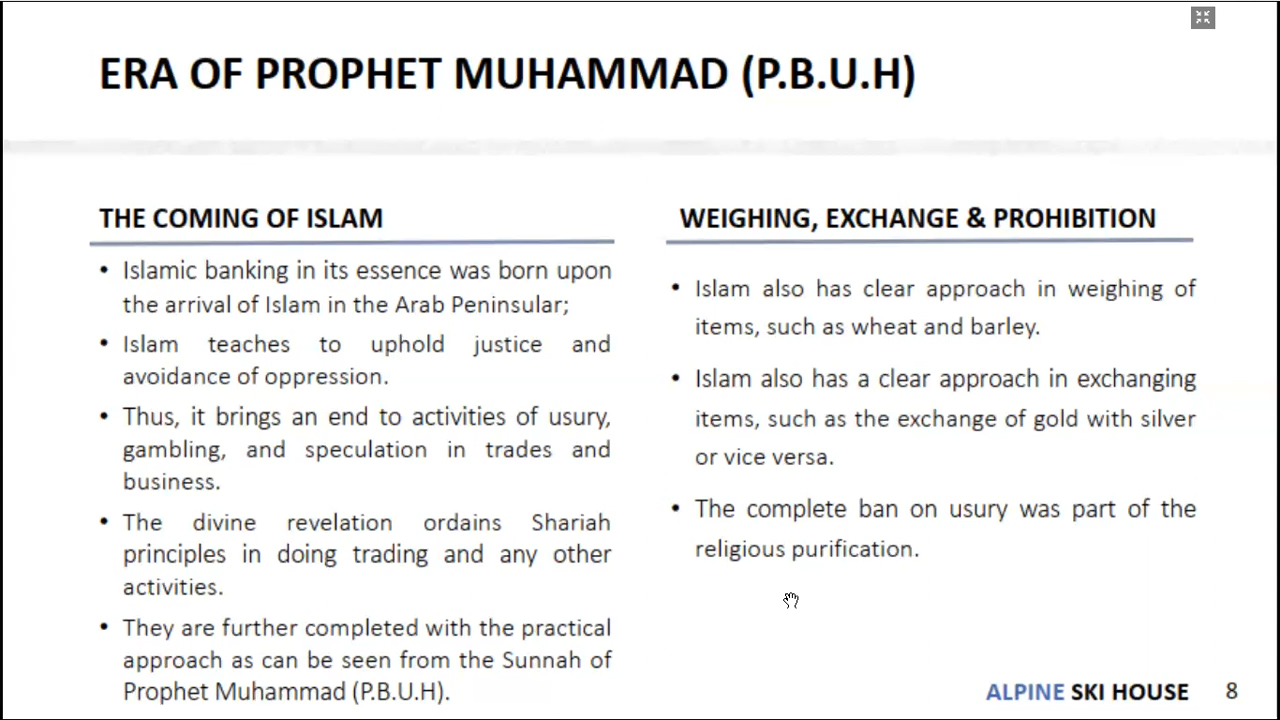 ERA OF PROPHET MUHAMMAD (P.B.U.H)
THE COMING OF ISLAM
• Islamic banking in its essence was born upon
the arrival of Islam in the Arab Peninsular;
• Islam teaches to uphold justice and
avoidance of oppression.
• Thus, it brings an end to activities of usury,
gambling, and speculation in trades and
business.
• The divine revelation ordains Shariah
principles in doing trading and any other
activities.
• They are further completed with the practical
approach as can be seen from the Sunnah of
Prophet Muhammad (P.B.U.H).
WEIGHING, EXCHANGE & PROHIBITION
• Islam also has clear approach in weighing of
items, such as wheat and barley.
• Islam also has a clear approach in exchanging
items, such as the exchange of gold with silver
or vice versa.
• The complete ban on usury was part of the
religious purification.
ALPINE SKI HOUSE 8